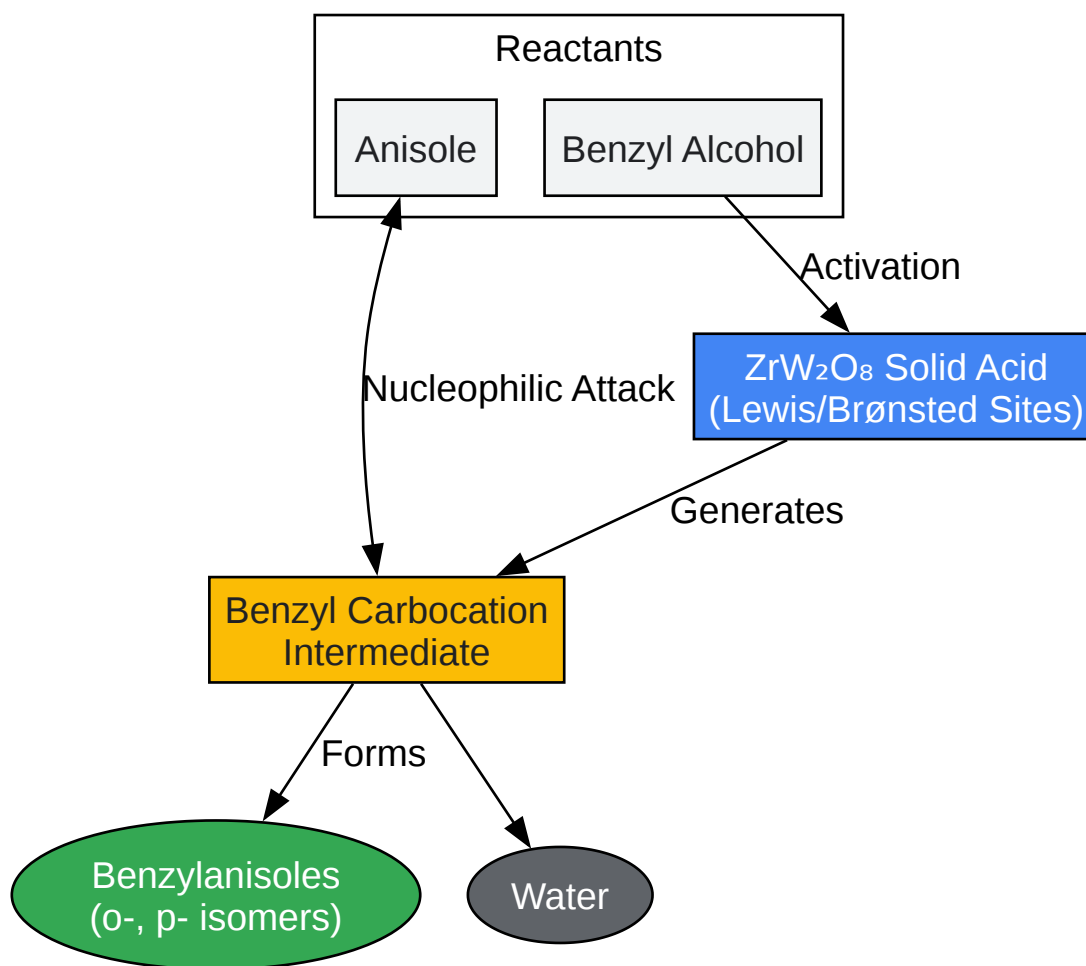 Reactants
Anisole
Benzyl Alcohol
Activation
ZrW₂O₈ Solid Acid
(Lewis/Brønsted Sites)
Nucleophilic Attack
Generates
Benzyl Carbocation
Intermediate
Forms
Benzylanisoles
(o-, p- isomers)
Water